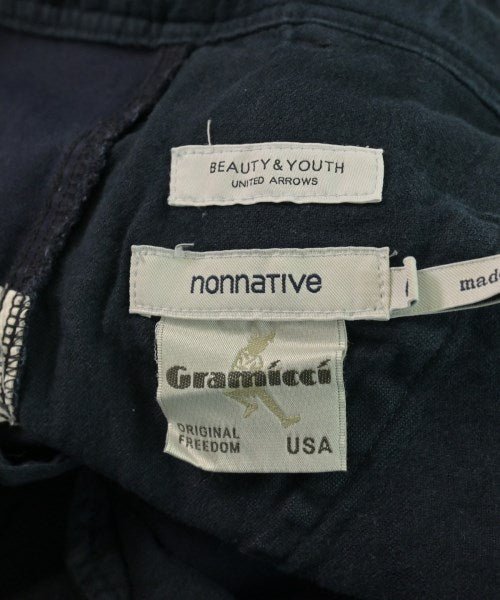 BEAUTY & YOUTH
UNITED ARROWS
nonnative
made
Gramicci
ORIGINAL
FREEDOM
USA